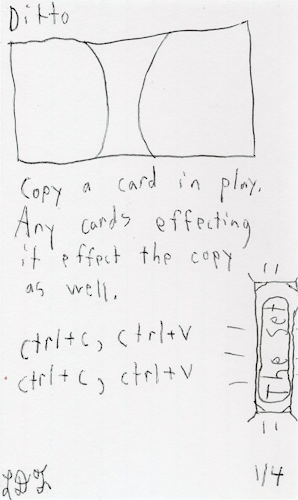 Ditto
Copy a card in play.
Any cards effecting
it effect the copy
as well.
ctrl+c, ctrl+v
ctrl+c, ctrl+v
The Set
1/4